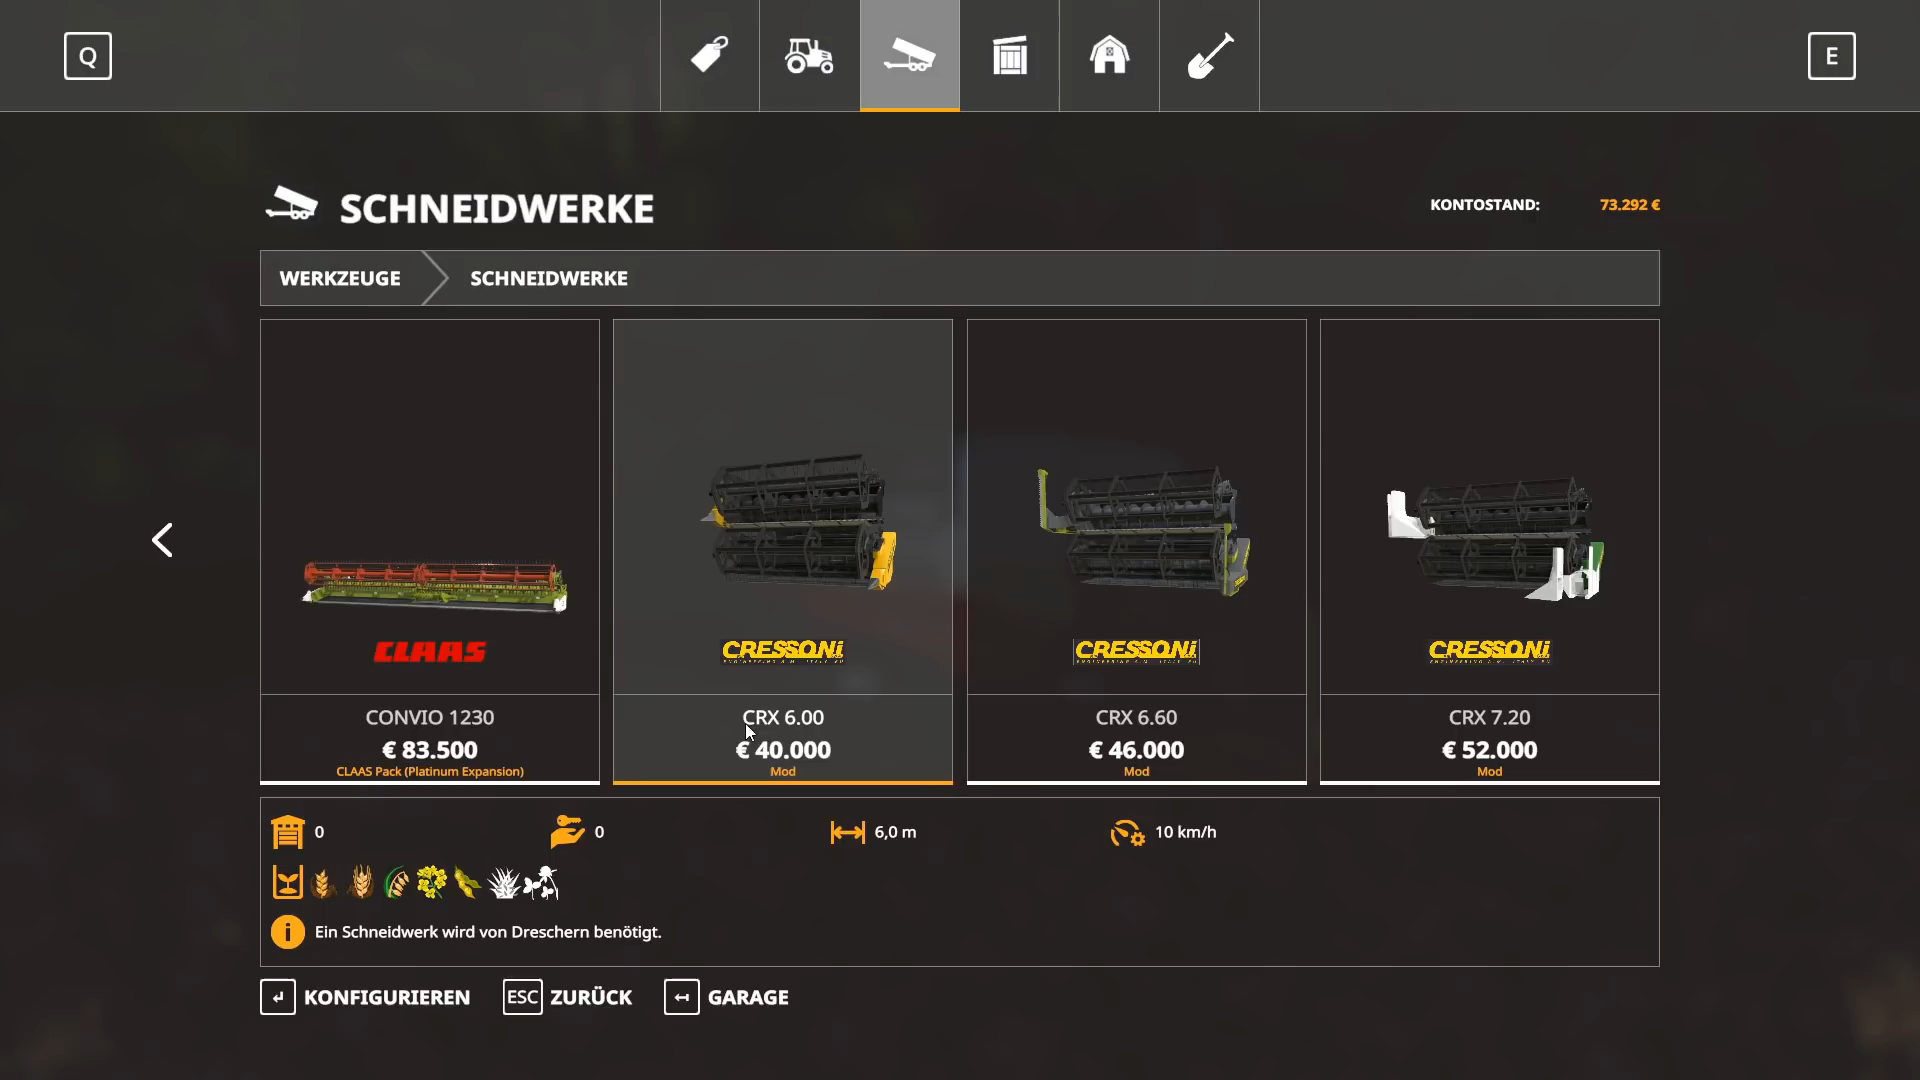 Q
E
SCHNEIDWERKE
KONTOSTAND: 73.292 €
WERKZEUGE SCHNEIDWERKE
CLAAS
CONVIO 1230
€ 83.500
CLAAS Pack (Platinum Expansion)
CRESSONi
CRX 6.00
€ 40.000
Mod
CRESSONi
CRX 6.60
€ 46.000
Mod
CRESSONi
CRX 7.20
€ 52.000
Mod
0 0 6,0 m 10 km/h
Ein Schneidwerk wird von Dreschern benötigt.
KONFIGURIEREN ESC ZURÜCK GARAGE